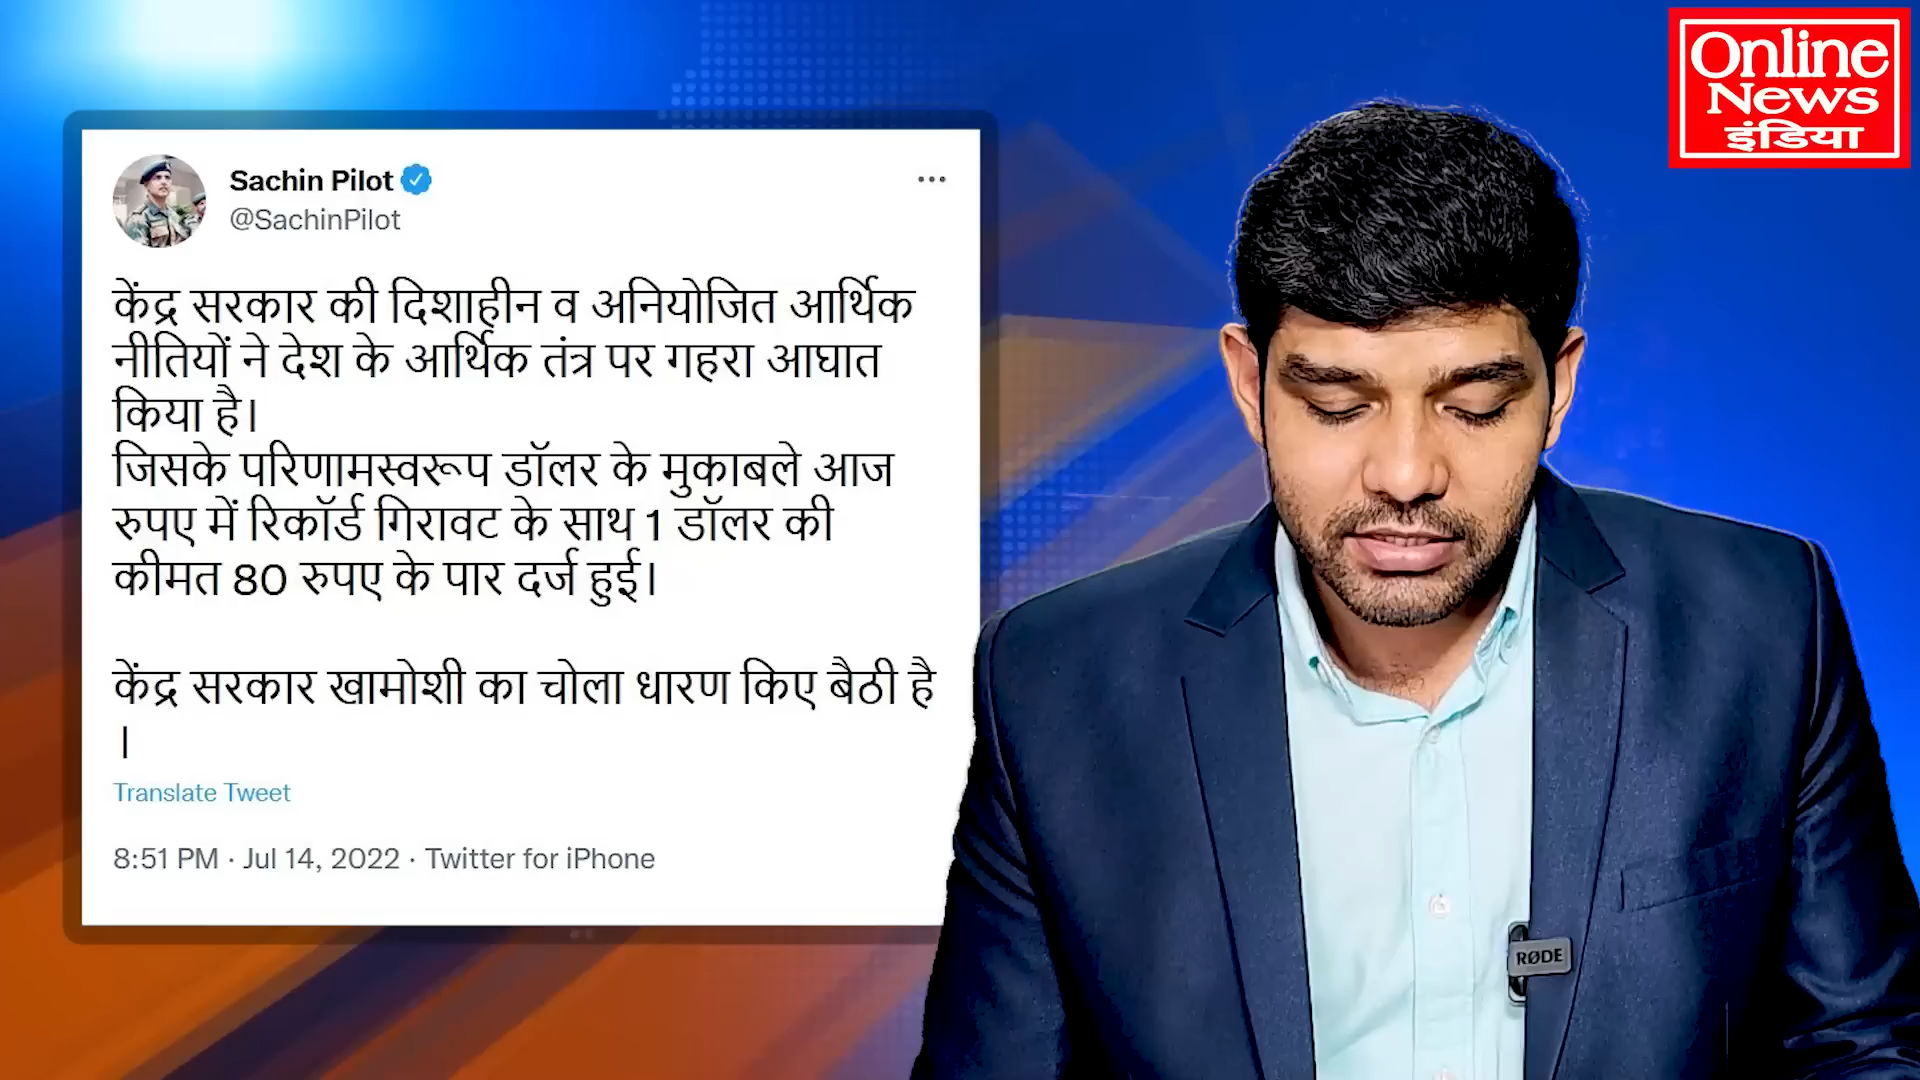 Online
News
इंडिया
Sachin Pilot
@SachinPilot
केंद्र सरकार की दिशाहीन व अनियोजित आर्थिक
नीतियों ने देश के आर्थिक तंत्र पर गहरा आघात
किया है।
जिसके परिणामस्वरूप डॉलर के मुकाबले आज
रुपए में रिकॉर्ड गिरावट के साथ 1 डॉलर की
कीमत 80 रुपए के पार दर्ज हुई।
केंद्र सरकार खामोशी का चोला धारण किए बैठी है
।
Translate Tweet
8:51 PM · Jul 14, 2022 · Twitter for iPhone
RØDE